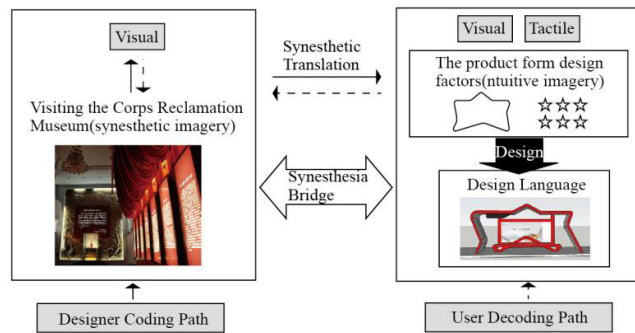 Visual
Visiting the Corps Reclamation
Museum(synesthetic imagery)
Designer Coding Path
Synesthetic
Translation
Synesthesia
Bridge
Visual
Tactile
The product form design
factors(ntuitive imagery)
Design
Design Language
User Decoding Path